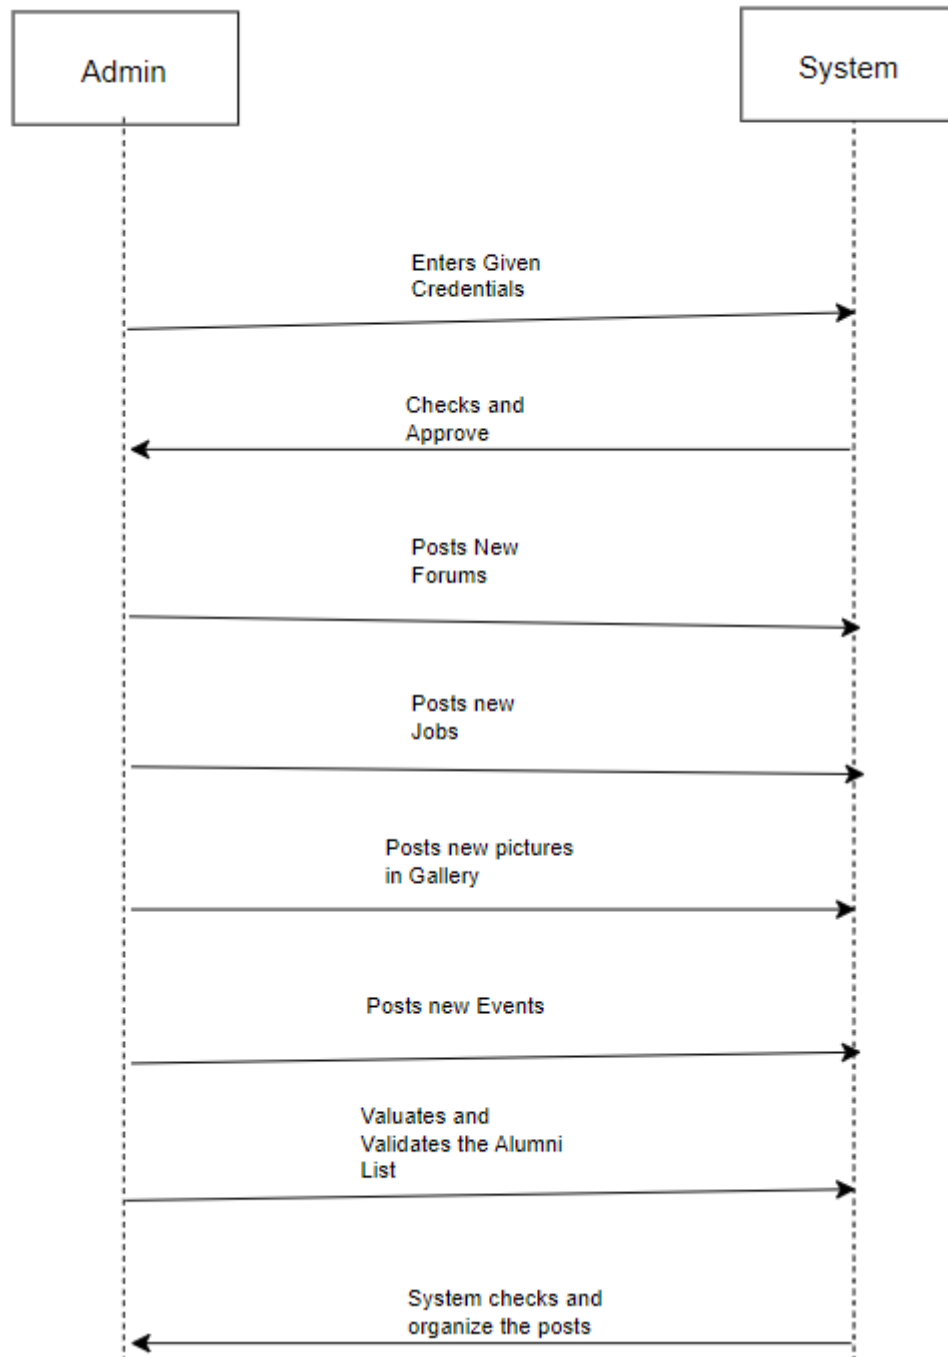 Admin
System
Enters Given
Credentials
Checks and
Approve
Posts New
Forums
Posts new
Jobs
Posts new pictures
in Gallery
Posts new Events
Valuates and
Validates the Alumni
List
System checks and
organize the posts